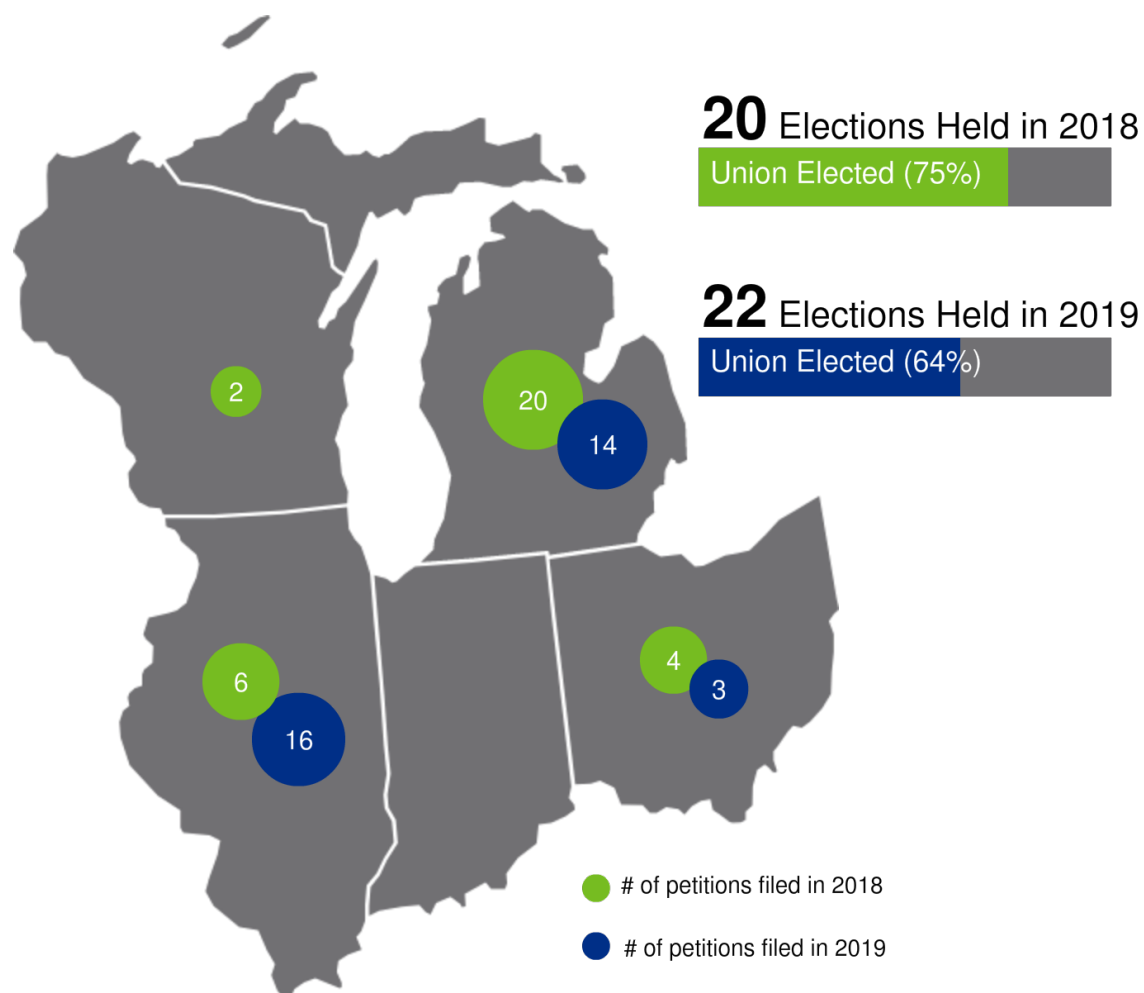 20 Elections Held in 2018
Union Elected (75%)
22 Elections Held in 2019
Union Elected (64%)
2
20
14
6
16
4
3
# of petitions filed in 2018
# of petitions filed in 2019